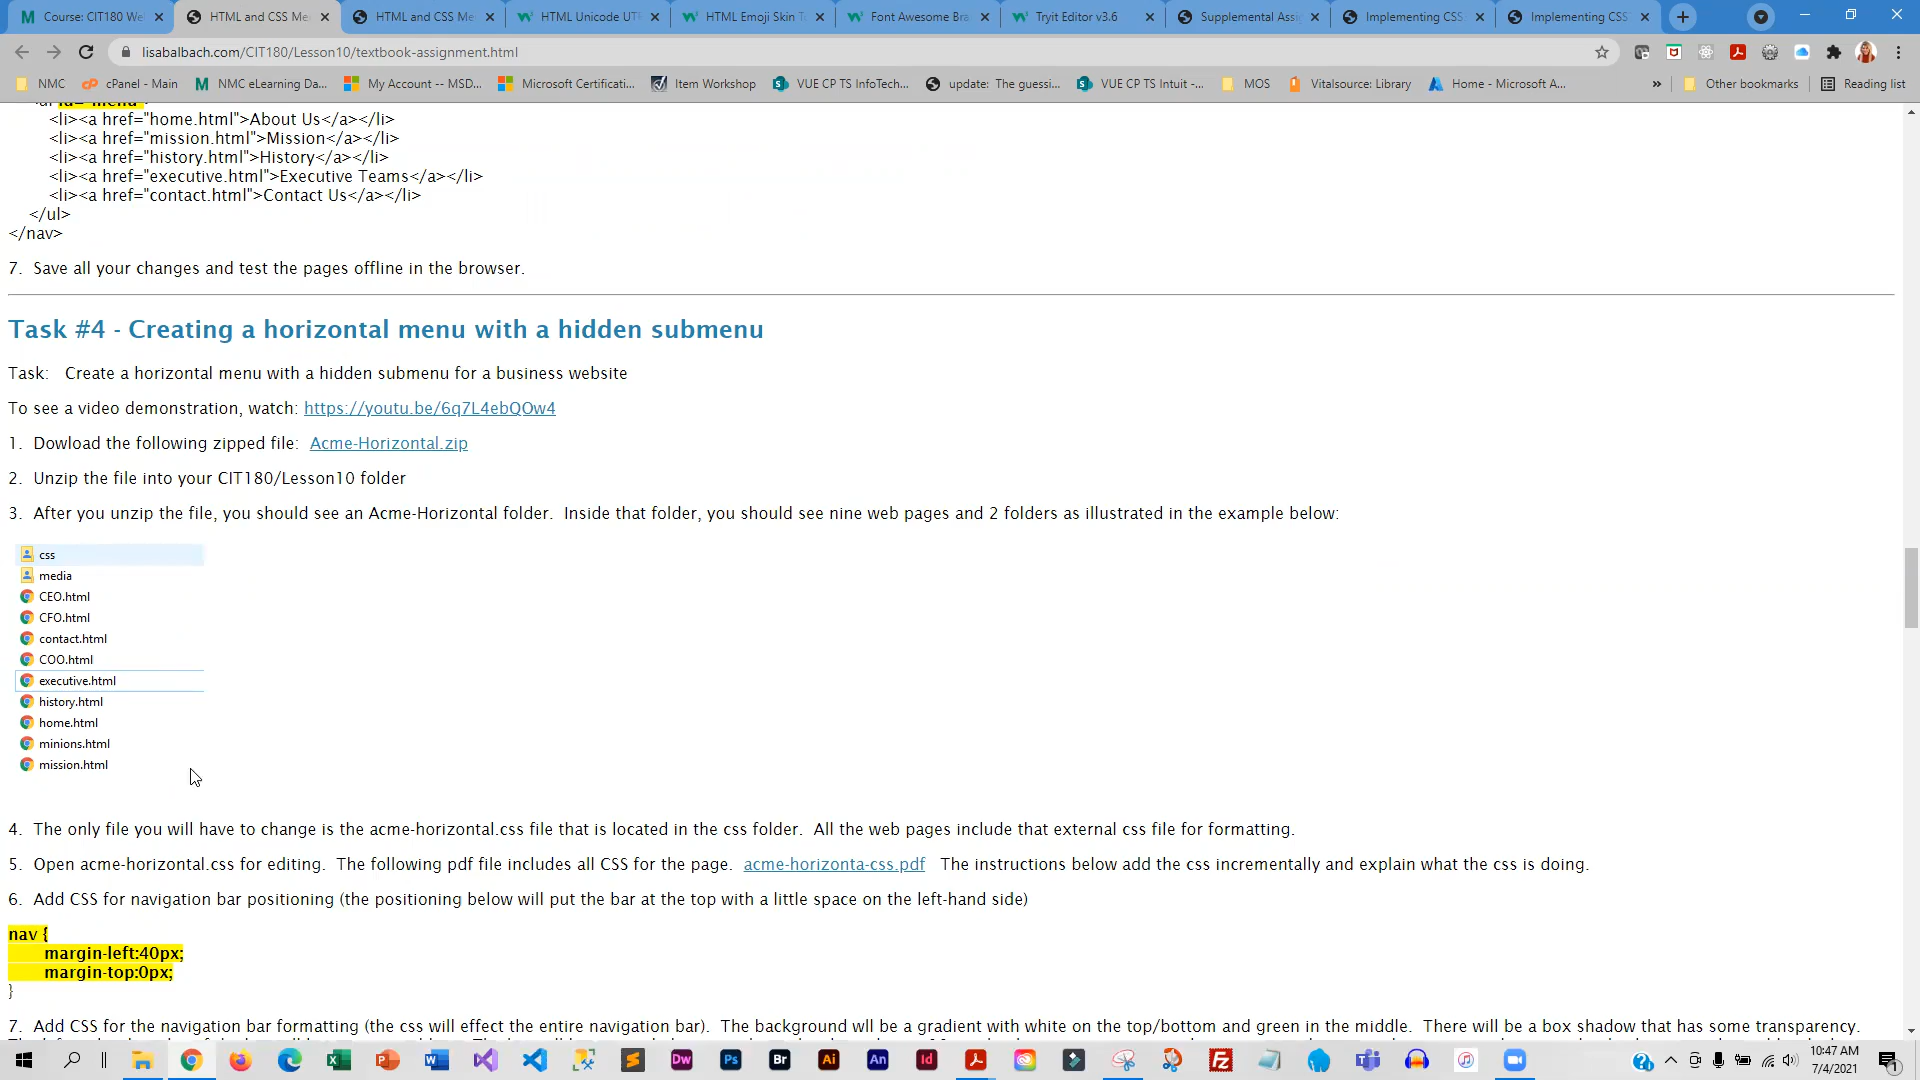 Course: CIT180 We
HTML and CSS Me
HTML and CSS Me
HTML Unicode UT
HTML Emoji Skin T
Font Awesome Bra
Tryit Editor v3.6
Supplemental Assi
Implementing CSS
Implementing CSS
lisabalbach.com/CIT180/Lesson10/textbook-assignment.html
NMC
cPanel - Main
NMC eLearning Da...
My Account -- MSD...
Microsoft Certificati...
Item Workshop
VUE CP TS InfoTech...
update: The guessi...
VUE CP TS Intuit -...
MOS
Vitalsource: Library
Home - Microsoft A...
»
Other bookmarks
Reading list
<ul id="menu">
<li><a href="home.html">About Us</a></li>
<li><a href="mission.html">Mission</a></li>
<li><a href="history.html">History</a></li>
<li><a href="executive.html">Executive Teams</a></li>
<li><a href="contact.html">Contact Us</a></li>
</ul>
</nav>
7. Save all your changes and test the pages offline in the browser.
Task #4 - Creating a horizontal menu with a hidden submenu
Task: Create a horizontal menu with a hidden submenu for a business website
To see a video demonstration, watch: https://youtu.be/6q7L4ebQOw4
1. Dowload the following zipped file: Acme-Horizontal.zip
2. Unzip the file into your CIT180/Lesson10 folder
3. After you unzip the file, you should see an Acme-Horizontal folder. Inside that folder, you should see nine web pages and 2 folders as illustrated in the example below:
css
media
CEO.html
CFO.html
contact.html
COO.html
executive.html
history.html
home.html
minions.html
mission.html
4. The only file you will have to change is the acme-horizontal.css file that is located in the css folder. All the web pages include that external css file for formatting.
5. Open acme-horizontal.css for editing. The following pdf file includes all CSS for the page. acme-horizonta-css.pdf The instructions below add the css incrementally and explain what the css is doing.
6. Add CSS for navigation bar positioning (the positioning below will put the bar at the top with a little space on the left-hand side)
nav {
margin-left:40px;
margin-top:0px;
}
7. Add CSS for the navigation bar formatting (the css will effect the entire navigation bar). The background wll be a gradient with white on the top/bottom and green in the middle. There will be a box shadow that has some transparency.
10:47 AM
7/4/2021